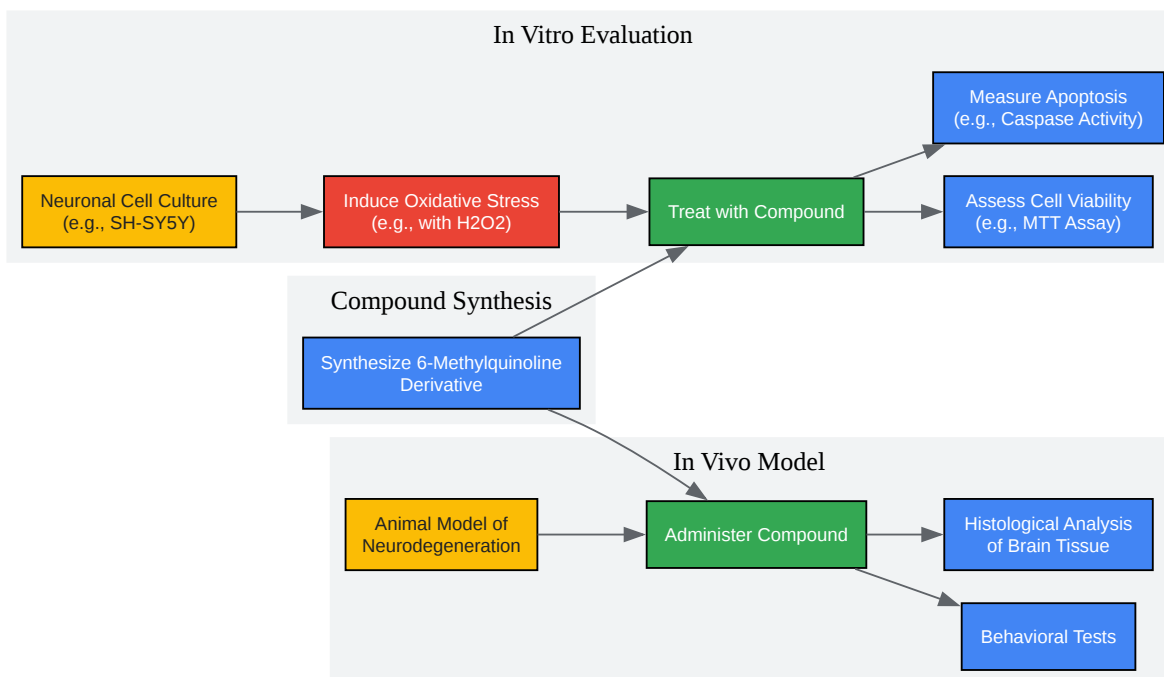 In Vitro Evaluation
Measure Apoptosis
(e.g., Caspase Activity)
Neuronal Cell Culture
(e.g., SH-SY5Y)
Induce Oxidative Stress
(e.g., with H2O2)
Treat with Compound
Assess Cell Viability
(e.g., MTT Assay)
Compound Synthesis
Synthesize 6-Methylquinoline
Derivative
In Vivo Model
Animal Model of
Neurodegeneration
Administer Compound
Histological Analysis
of Brain Tissue
Behavioral Tests